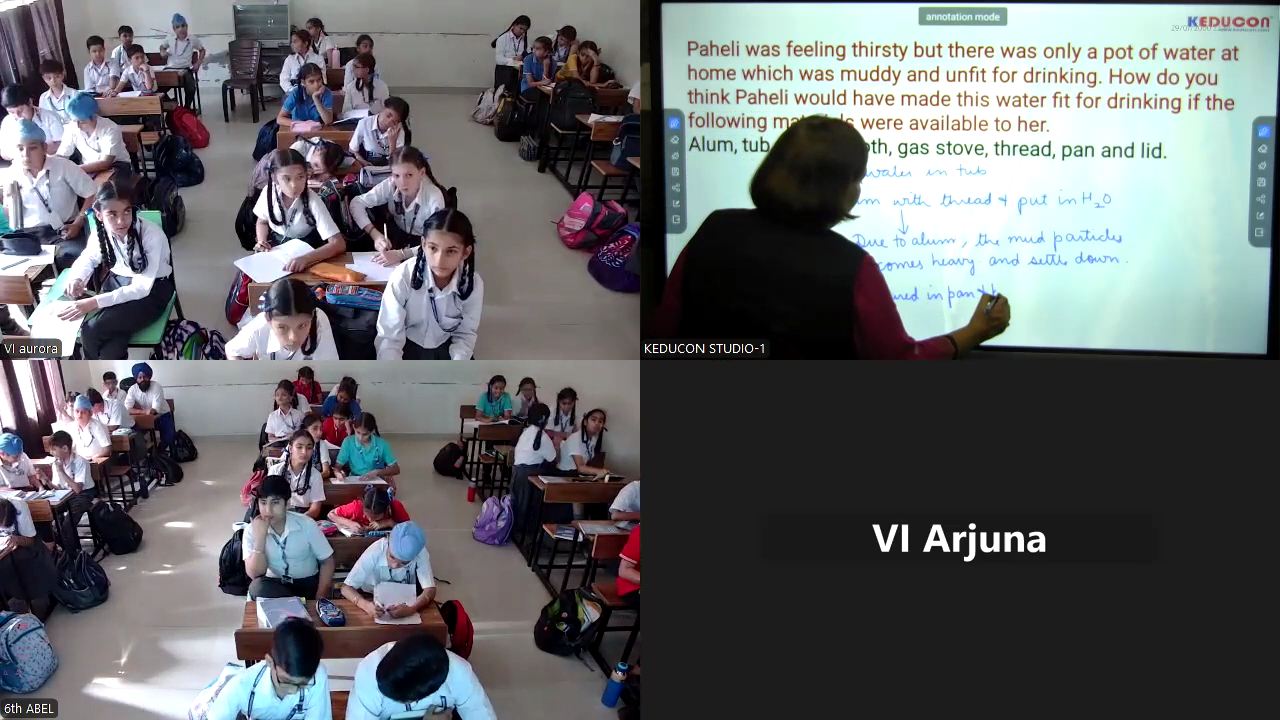 annotation mode
KEDUCON
Paheli was feeling thirsty but there was only a pot of water at
home which was muddy and unfit for drinking. How do you
think Paheli would have made this water fit for drinking if the
following materials were available to her.
Alum, tub, gas stove, thread, pan and lid.
water in tub
with thread & put in H2O
Due to alum, the mud particles
comes heavy and settle down.
in pan &
VI aurora
KEDUCON STUDIO-1
VI Arjuna
6th ABEL